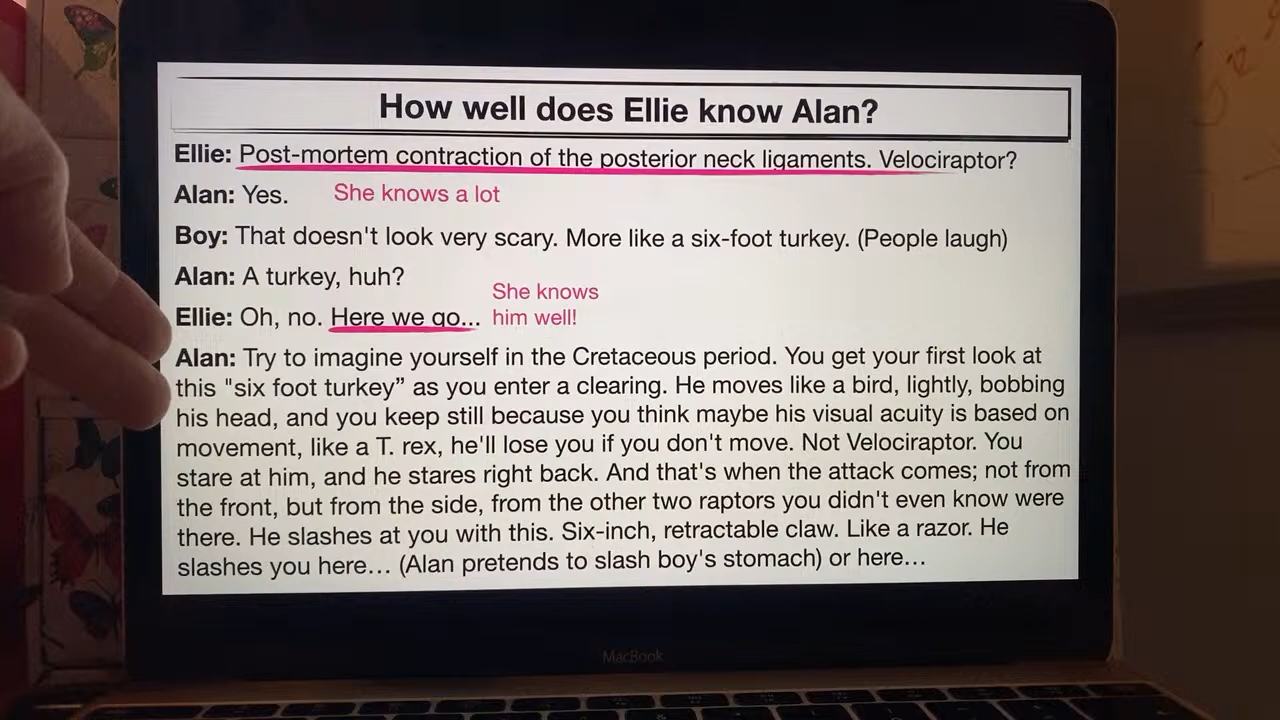 How well does Ellie know Alan?
Ellie: Post-mortem contraction of the posterior neck ligaments. Velociraptor?
Alan: Yes. She knows a lot
Boy: That doesn't look very scary. More like a six-foot turkey. (People laugh)
Alan: A turkey, huh?
She knows
Ellie: Oh, no. Here we go... him well!
Alan: Try to imagine yourself in the Cretaceous period. You get your first look at
this "six foot turkey” as you enter a clearing. He moves like a bird, lightly, bobbing
his head, and you keep still because you think maybe his visual acuity is based on
movement, like a T. rex, he'll lose you if you don't move. Not Velociraptor. You
stare at him, and he stares right back. And that's when the attack comes; not from
the front, but from the side, from the other two raptors you didn't even know were
there. He slashes at you with this. Six-inch, retractable claw. Like a razor. He
slashes you here… (Alan pretends to slash boy's stomach) or here…
MacBook